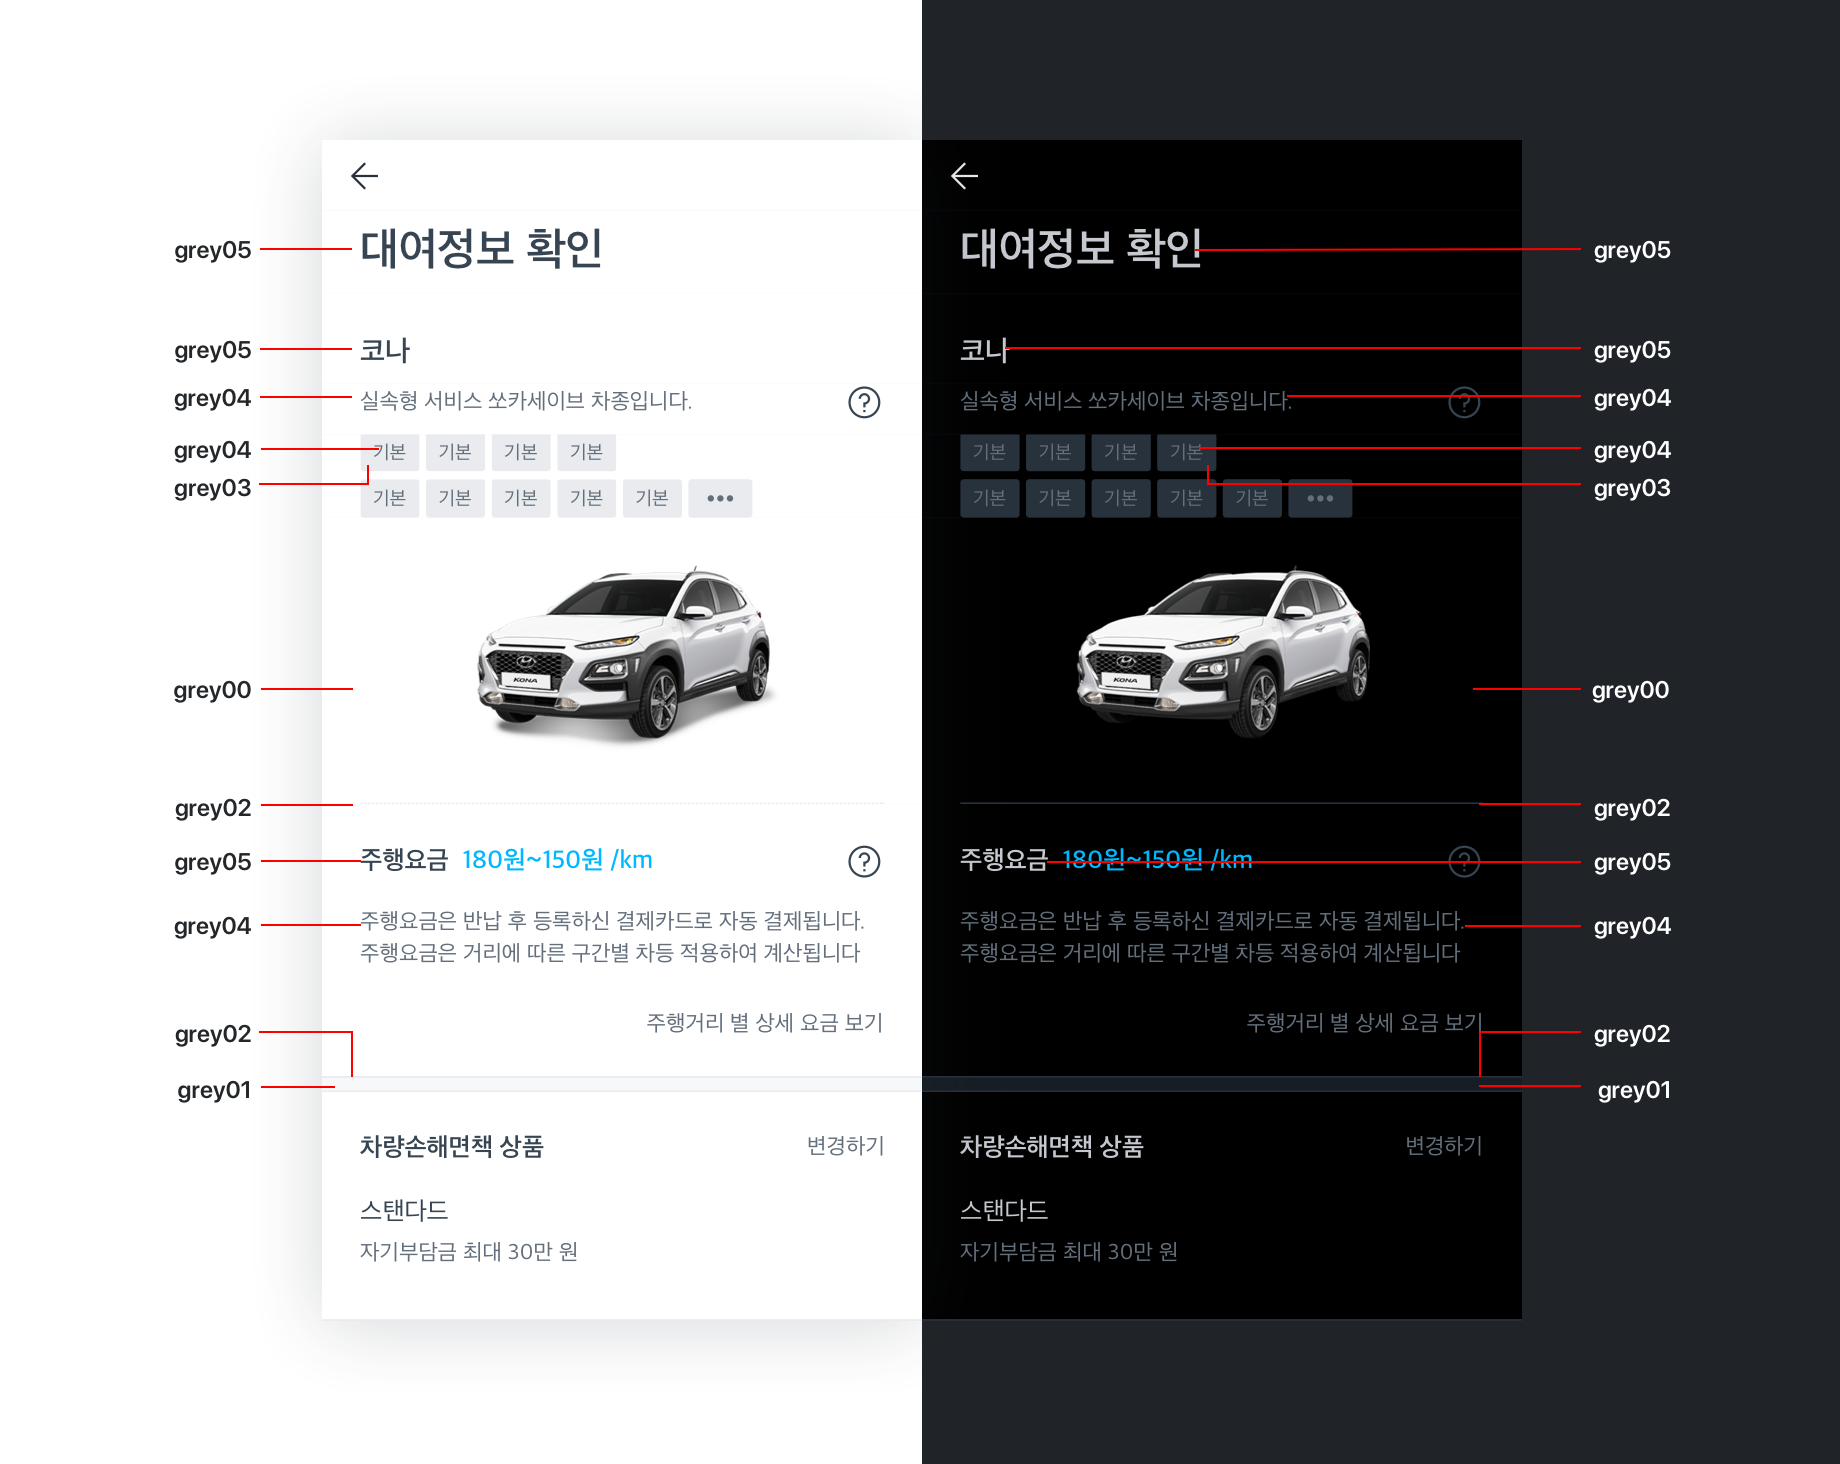 대여정보 확인
grey05
코나
grey05
실속형 서비스 쏘카세이브 차종입니다.
grey04
기본 기본 기본 기본
grey04
grey03
기본 기본 기본 기본 기본 •••
KONA
grey00
grey02
주행요금 180원~150원 /km
grey05
주행요금은 반납 후 등록하신 결제카드로 자동 결제됩니다.
grey04
주행요금은 거리에 따른 구간별 차등 적용하여 계산됩니다
주행거리 별 상세 요금 보기
grey02
grey01
차량손해면책 상품 변경하기
스탠다드
자기부담금 최대 30만 원
대여정보 확인
grey05
코나
grey05
실속형 서비스 쏘카세이브 차종입니다.
grey04
기본 기본 기본 기본
grey04
grey03
기본 기본 기본 기본 기본 •••
KONA
grey00
grey02
주행요금 180원~150원 /km
grey05
주행요금은 반납 후 등록하신 결제카드로 자동 결제됩니다.
grey04
주행요금은 거리에 따른 구간별 차등 적용하여 계산됩니다
주행거리 별 상세 요금 보기
grey02
grey01
차량손해면책 상품 변경하기
스탠다드
자기부담금 최대 30만 원